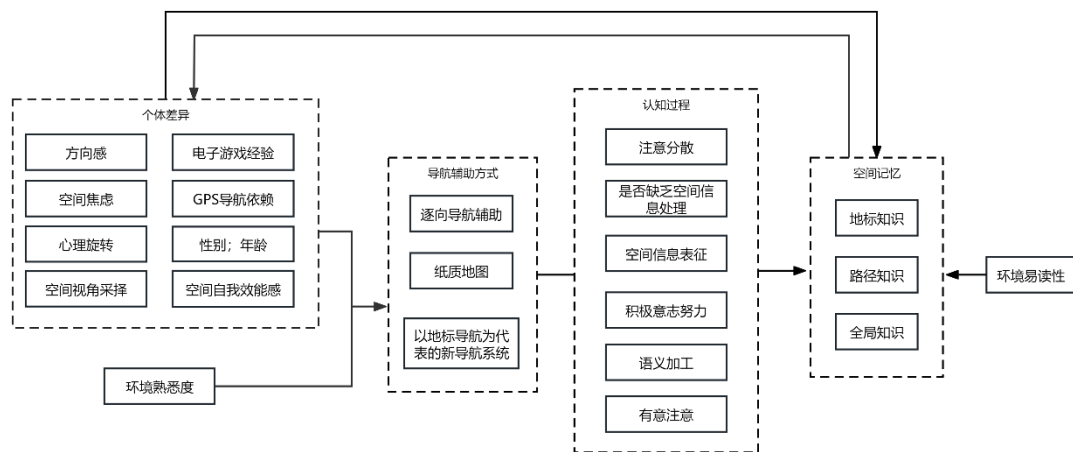 个体差异
方向感
电子游戏经验
空间焦虑
GPS导航依赖
心理旋转
性别；年龄
空间视角采择
空间自我效能感
环境熟悉度
导航辅助方式
逐向导航辅助
纸质地图
以地标导航为代
表的新导航系统
认知过程
注意分散
是否缺乏空间信
息处理
空间信息表征
积极意志努力
语义加工
有意注意
空间记忆
地标知识
路径知识
全局知识
环境易读性